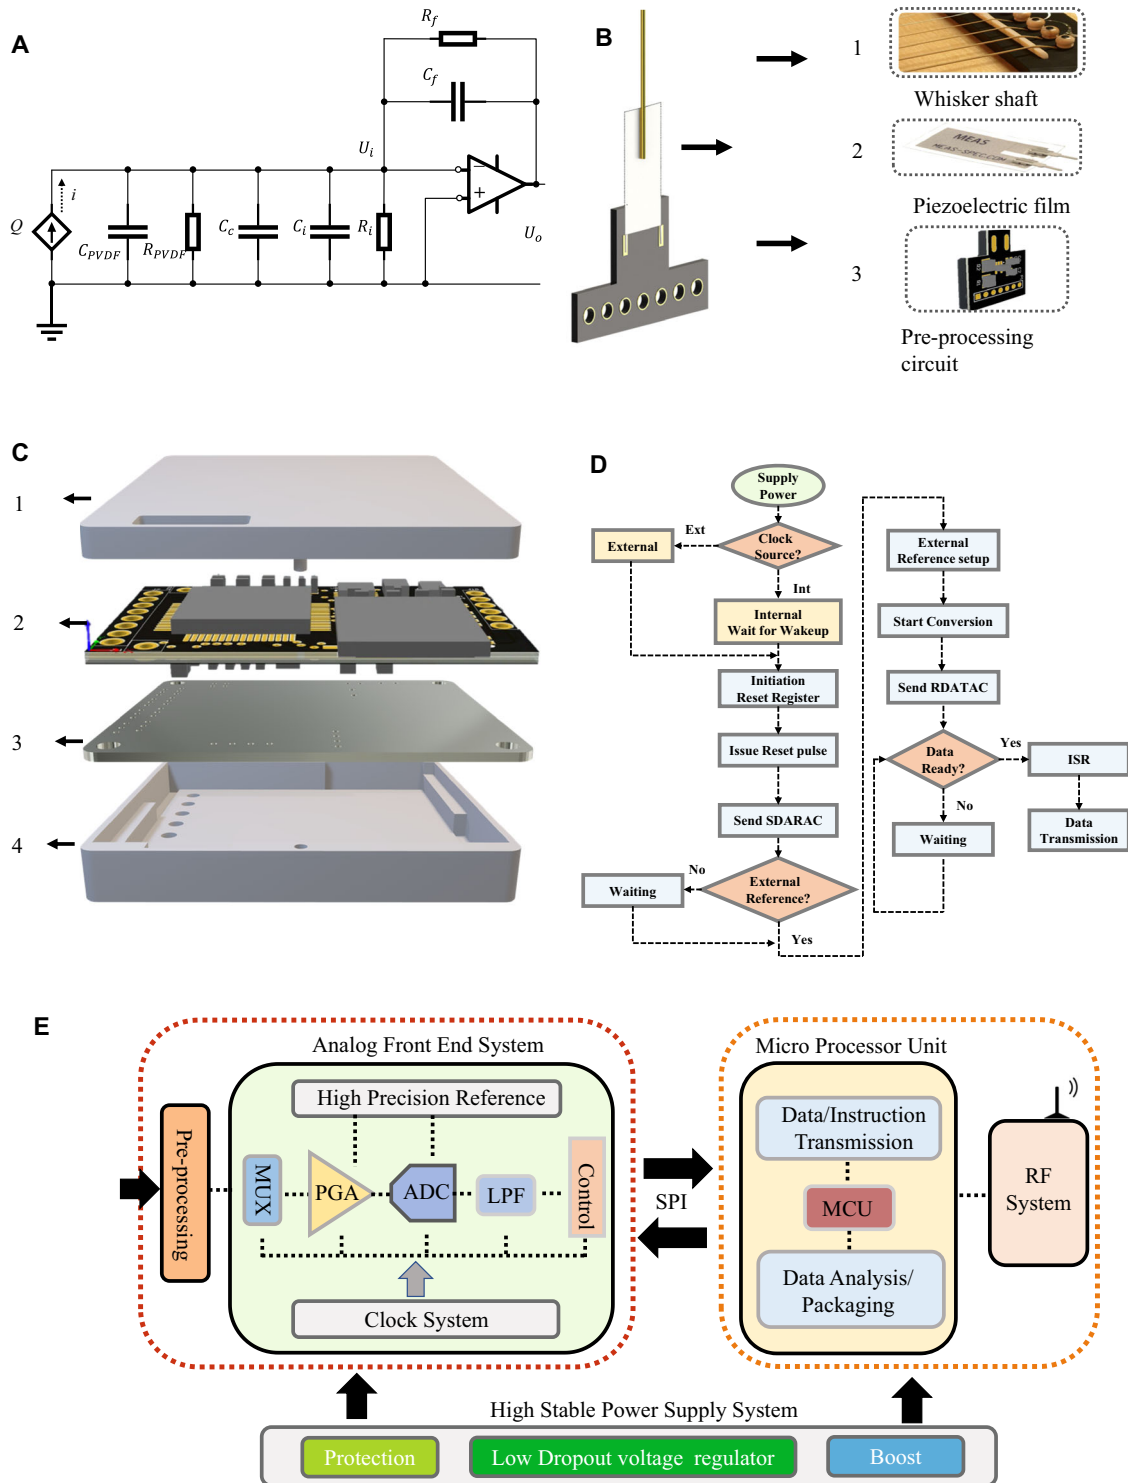 A
R_f
C_f
U_i
i
Q
C_PVDF
R_PVDF
C_c
C_i
R_i
−
+
U_o
B
1
Whisker shaft
2
MEAS
MEAS-SPEC.COM
Piezoelectric film
3
Pre-processing
circuit
C
1
2
3
4
D
Supply
Power
Clock
Source?
Ext
External
Int
Internal
Wait for Wakeup
Initiation
Reset Register
Issue Reset pulse
Send SDARAC
External
Reference?
No
Waiting
Yes
External
Reference setup
Start Conversion
Send RDATAC
Data
Ready?
Yes
ISR
No
Data
Transmission
Waiting
E
Analog Front End System
High Precision Reference
Pre-processing
MUX
PGA
ADC
LPF
Control
Clock System
SPI
Micro Processor Unit
Data/Instruction
Transmission
MCU
Data Analysis/
Packaging
RF
System
High Stable Power Supply System
Protection
Low Dropout voltage regulator
Boost